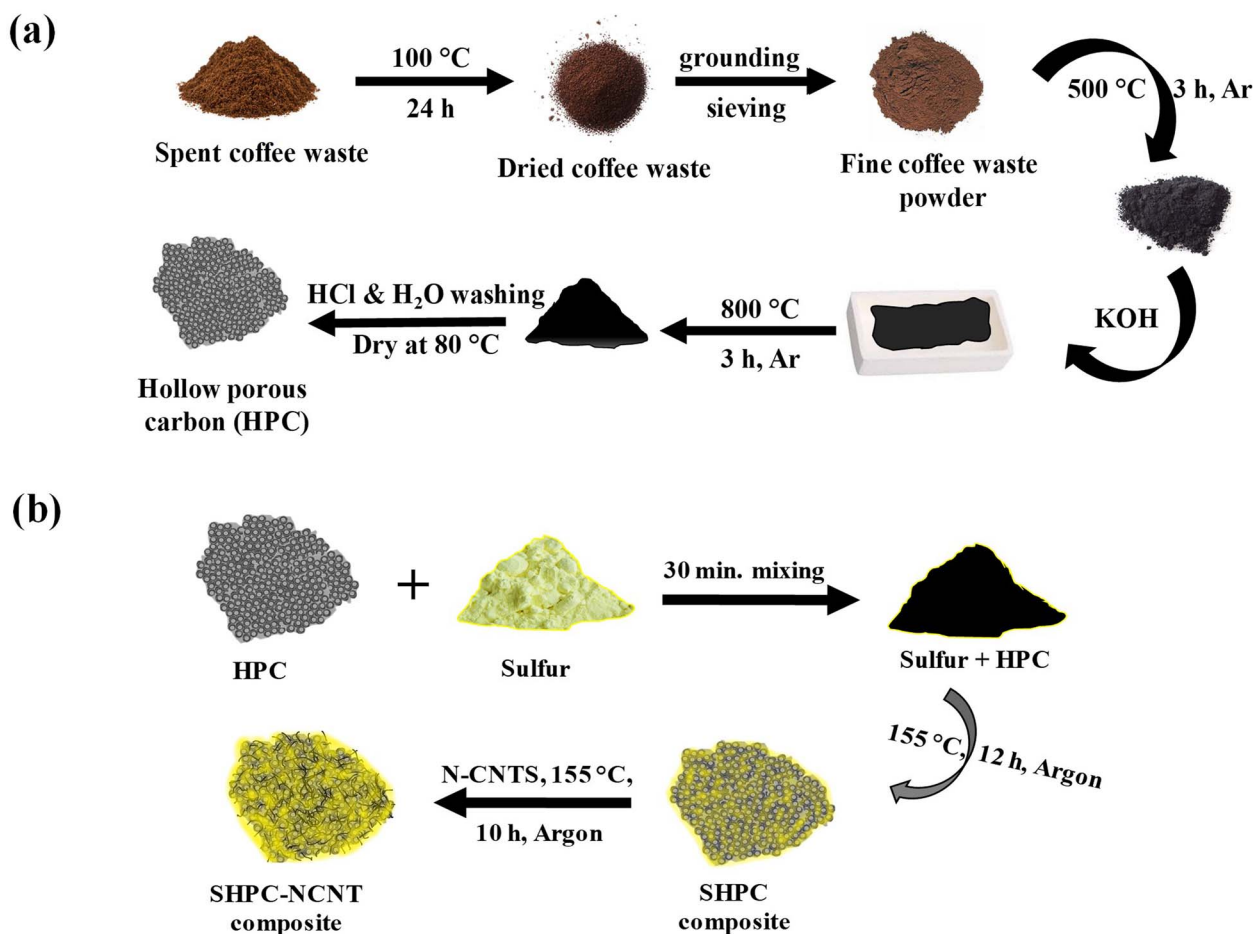 (a)
100 °C
24 h
grounding
sieving
500 °C
3 h, Ar
Spent coffee waste
Dried coffee waste
Fine coffee waste
powder
KOH
800 °C
3 h, Ar
HCl & H₂O washing
Dry at 80 °C
Hollow porous
carbon (HPC)
(b)
+
30 min. mixing
HPC
Sulfur
Sulfur + HPC
155 °C, 12 h, Argon
N-CNTS, 155 °C,
10 h, Argon
SHPC
composite
SHPC-NCNT
composite